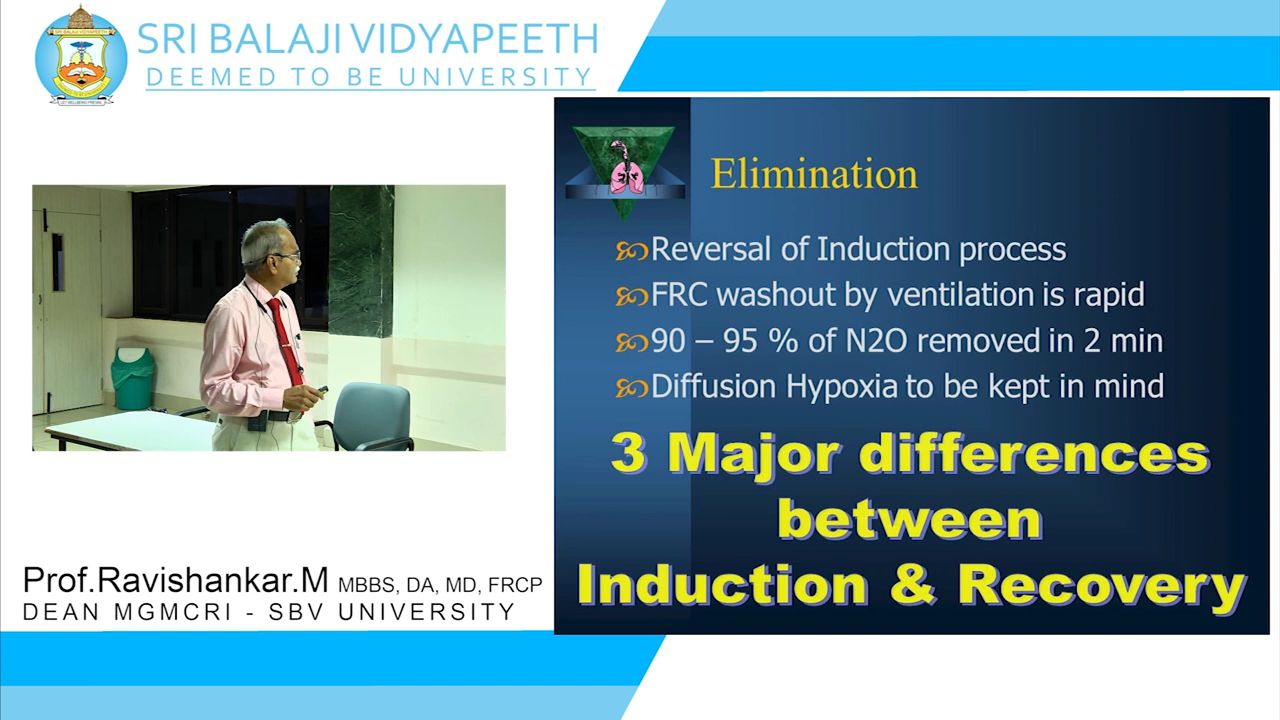 SRI BALAJI VIDYAPEETH
DEEMED TO BE UNIVERSITY
Elimination
Reversal of Induction process
FRC washout by ventilation is rapid
90 – 95 % of N2O removed in 2 min
Diffusion Hypoxia to be kept in mind
3 Major differences
between
Induction & Recovery
Prof.Ravishankar.M MBBS, DA, MD, FRCP
DEAN MGMCRI - SBV UNIVERSITY